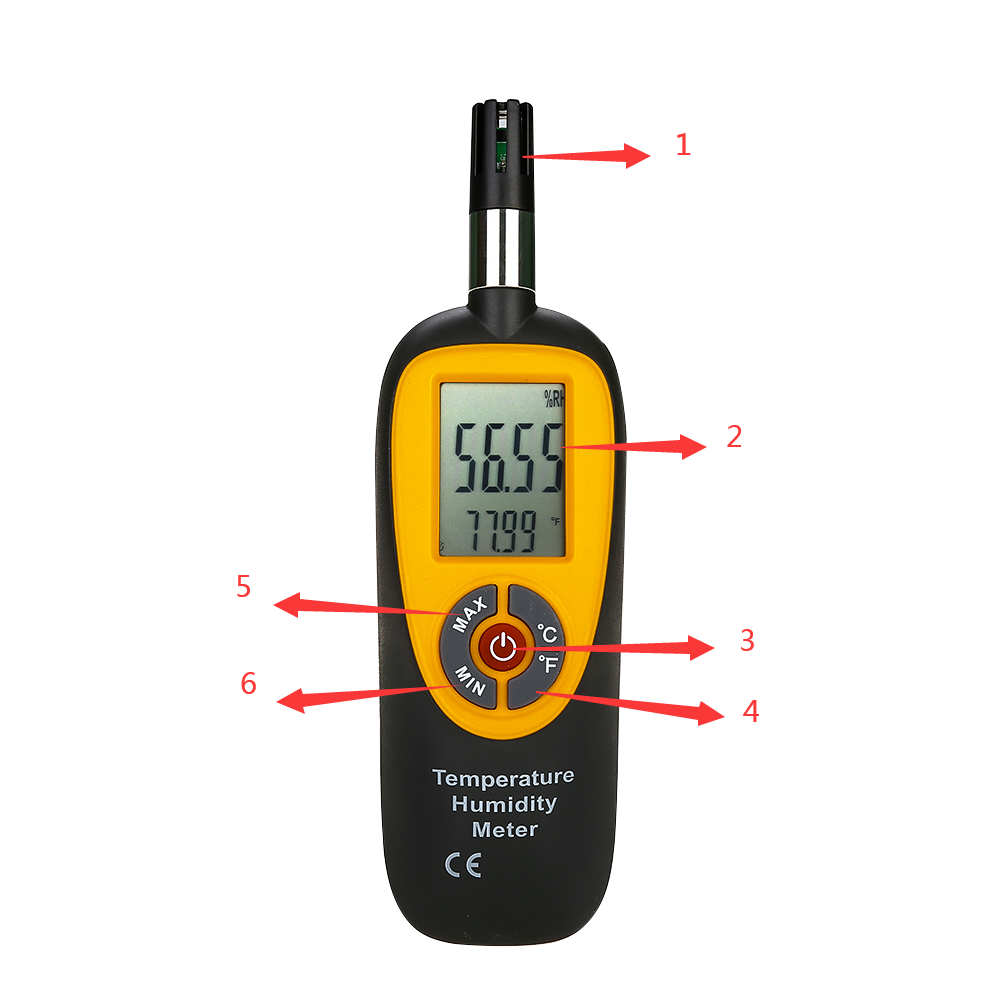 1
%RH
56.55
2
77.99 °F
5
MAX
°C
3
°F
6
MIN
4
Temperature
Humidity
Meter
CE